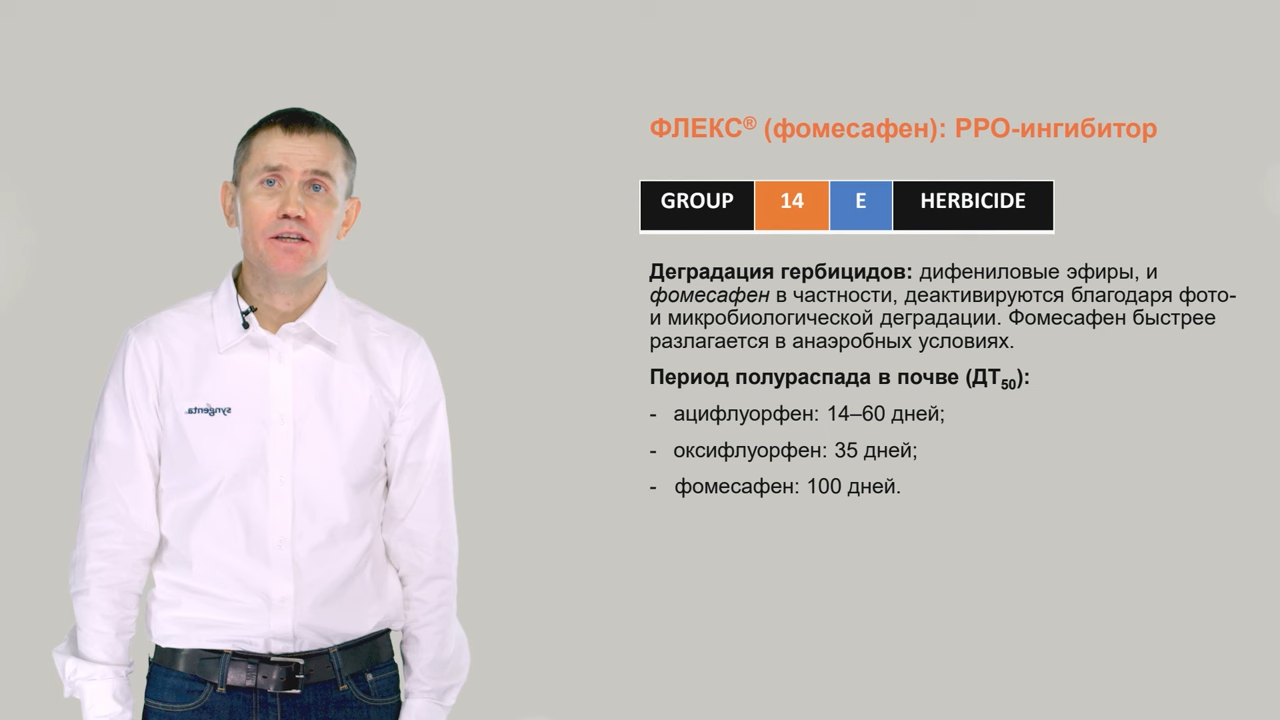 ФЛЕКС® (фомесафен): PPO-ингибитор
GROUP 14 E HERBICIDE
Деградация гербицидов: дифениловые эфиры, и
фомесафен в частности, деактивируются благодаря фото-
и микробиологической деградации. Фомесафен быстрее
разлагается в анаэробных условиях.
Период полураспада в почве (ДТ50):
- ацифлуорфен: 14–60 дней;
- оксифлуорфен: 35 дней;
- фомесафен: 100 дней.
syngenta